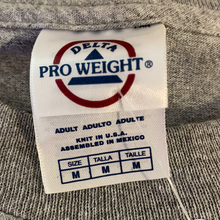 DELTA
PRO WEIGHT®
ADULT ADULTO ADULTE
KNIT IN U.S.A.
ASSEMBLED IN MEXICO
SIZE TALLA TAILLE
M M M